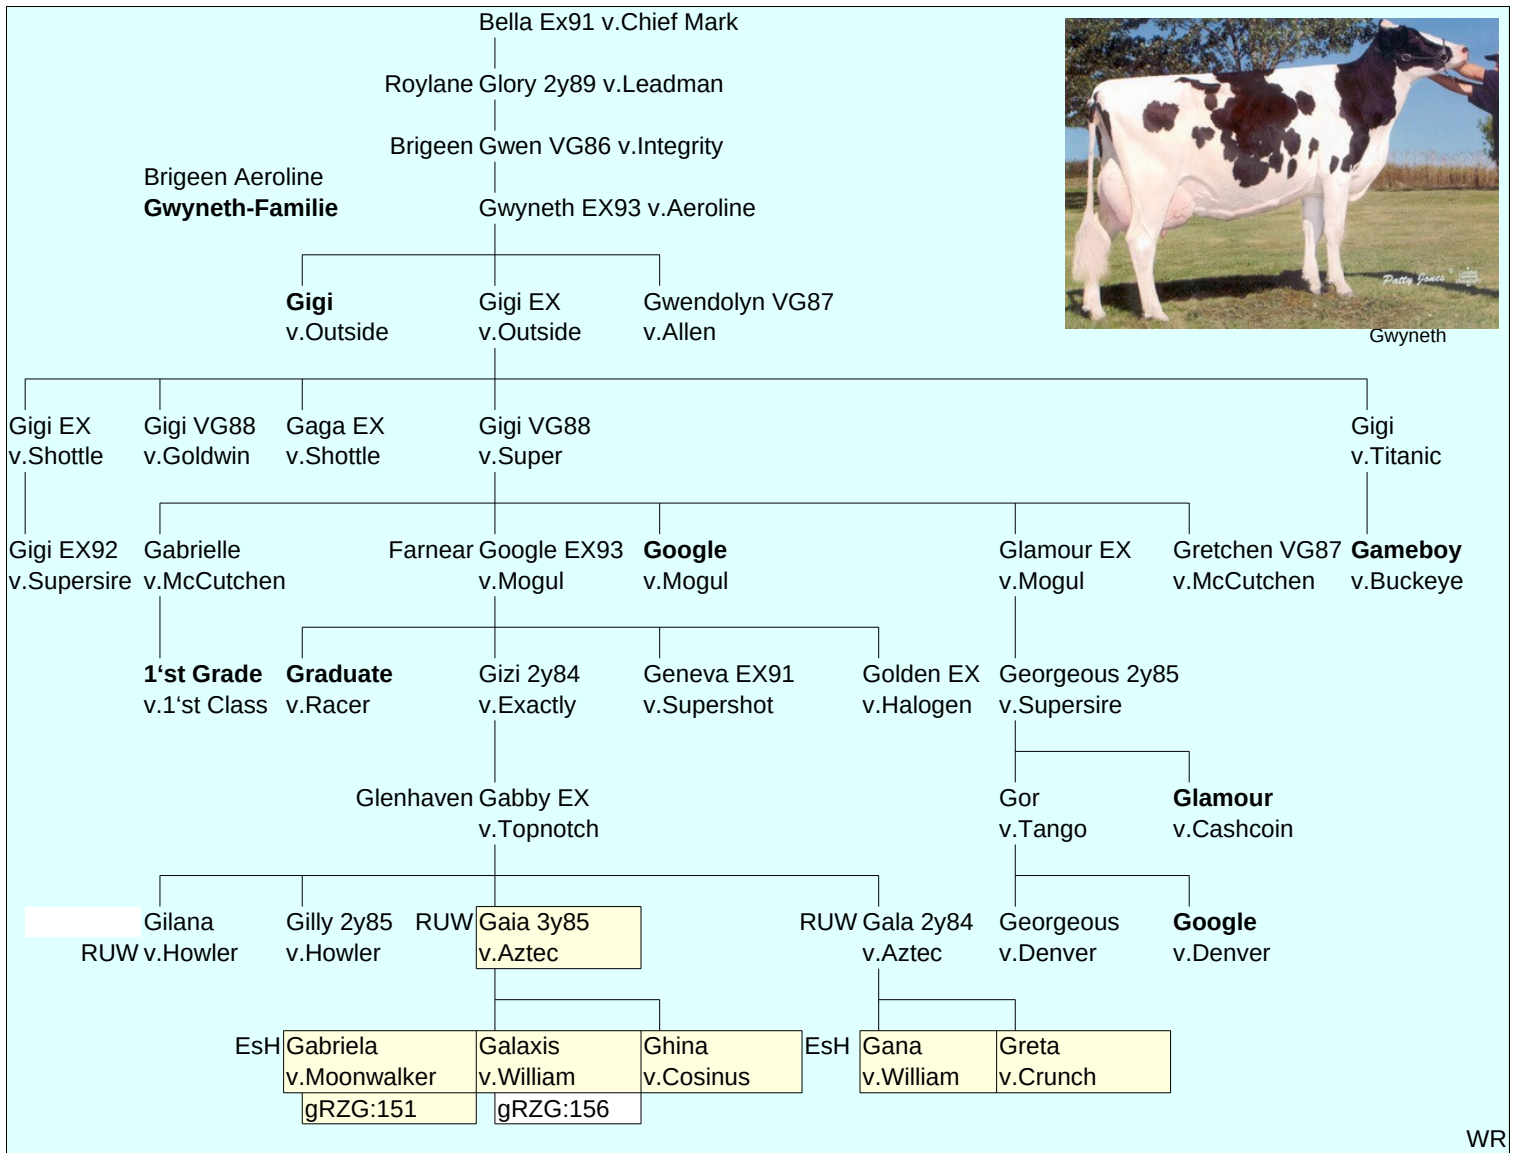 Bella Ex91 v.Chief Mark
Roylane Glory 2y89 v.Leadman
Brigeen Gwen VG86 v.Integrity
Brigeen Aeroline
Gwyneth-Familie Gwyneth EX93 v.Aeroline
Patty Jones
Gwyneth
Gigi Gigi EX Gwendolyn VG87
v.Outside v.Outside v.Allen
Gigi EX Gigi VG88 Gaga EX Gigi VG88 Gigi
v.Shottle v.Goldwin v.Shottle v.Super v.Titanic
Gigi EX92 Gabrielle Farnear Google EX93 Google Glamour EX Gretchen VG87 Gameboy
v.Supersire v.McCutchen v.Mogul v.Mogul v.Mogul v.McCutchen v.Buckeye
1‘st Grade Graduate Gizi 2y84 Geneva EX91 Golden EX Georgeous 2y85
v.1‘st Class v.Racer v.Exactly v.Supershot v.Halogen v.Supersire
Glenhaven Gabby EX Gor Glamour
v.Topnotch v.Tango v.Cashcoin
Gilana Gilly 2y85 RUW Gaia 3y85 RUW Gala 2y84 Georgeous Google
RUW v.Howler v.Howler v.Aztec v.Aztec v.Denver v.Denver
EsH Gabriela Galaxis Ghina EsH Gana Greta
v.Moonwalker v.William v.Cosinus v.William v.Crunch
gRZG:151 gRZG:156
WR